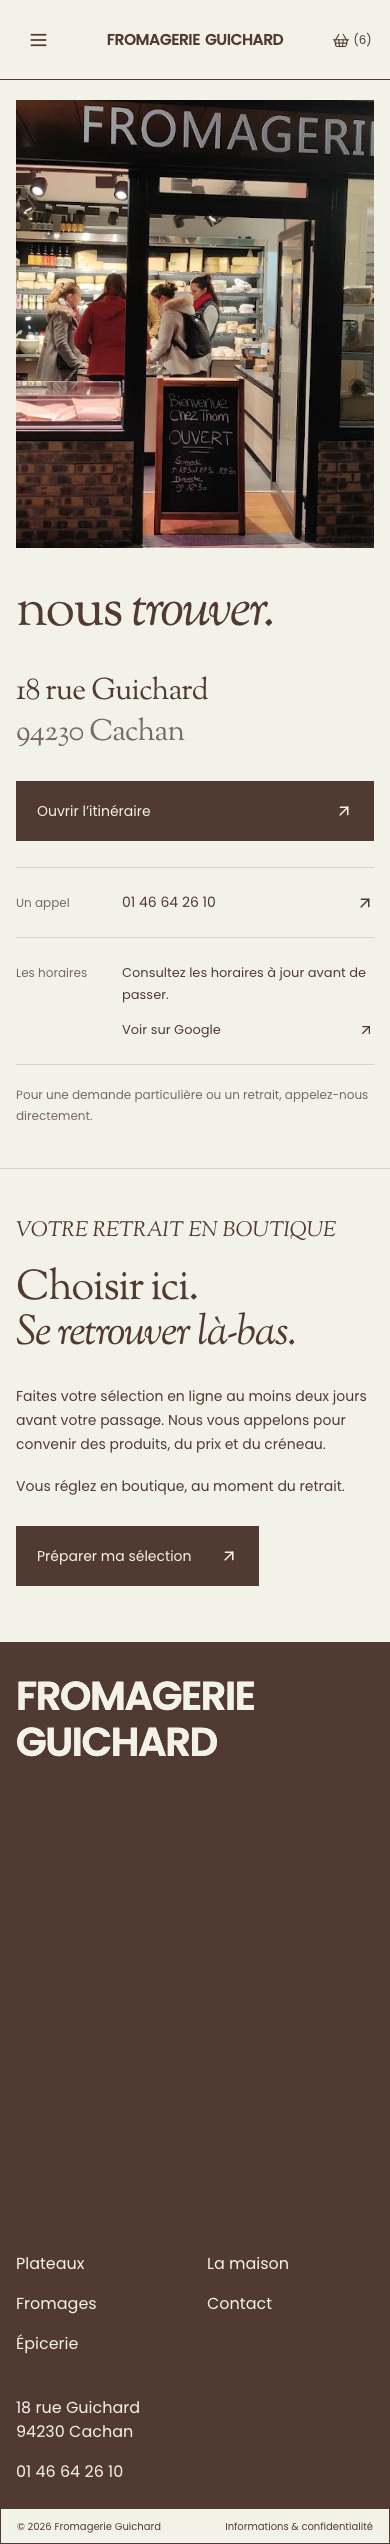 FROMAGERIE GUICHARD
(6)
FROMAGERIE
Bienvenue
Chez Thom
OUVERT
Samedi
Dimanche
nous trouver.
18 rue Guichard
94230 Cachan
Ouvrir l'itinéraire
Un appel
01 46 64 26 10
Les horaires
Consultez les horaires à jour avant de
passer.
Voir sur Google
Pour une demande particulière ou un retrait, appelez-nous
directement.
VOTRE RETRAIT EN BOUTIQUE
Choisir ici.
Se retrouver là-bas.
Faites votre sélection en ligne au moins deux jours
avant votre passage. Nous vous appelons pour
convenir des produits, du prix et du créneau.
Vous réglez en boutique, au moment du retrait.
Préparer ma sélection
FROMAGERIE
GUICHARD
Plateaux
La maison
Fromages
Contact
Épicerie
18 rue Guichard
94230 Cachan
01 46 64 26 10
© 2026 Fromagerie Guichard
Informations & confidentialité